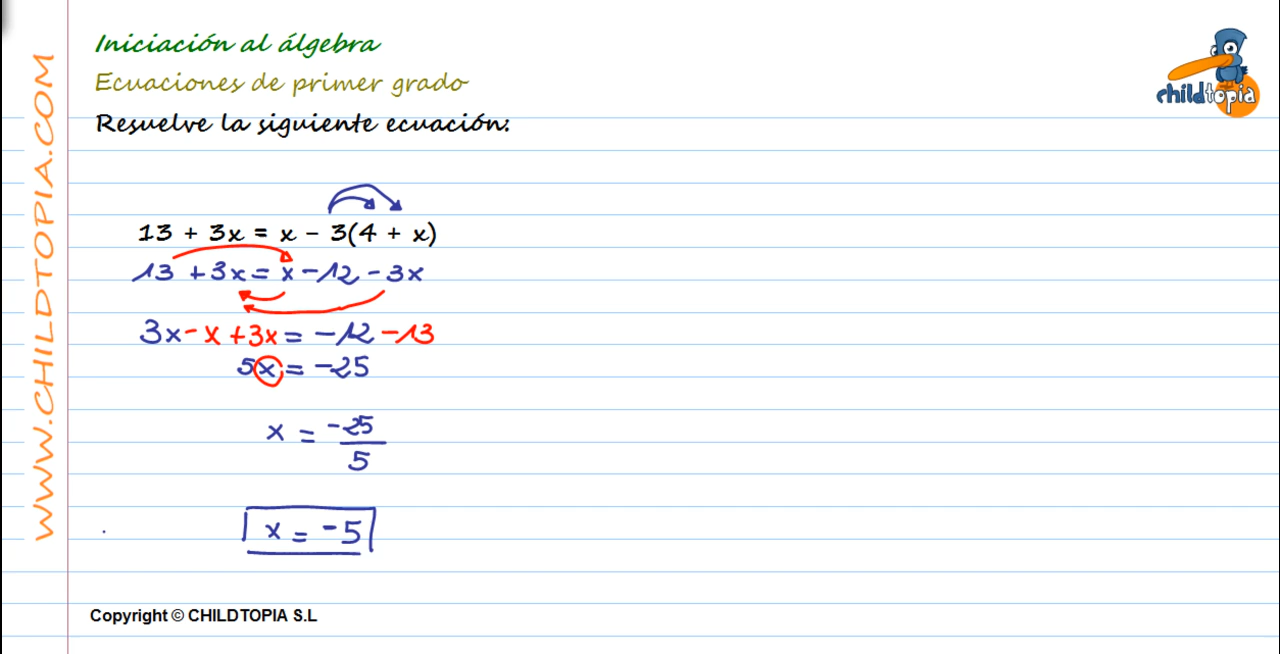 Iniciación al álgebra
Ecuaciones de primer grado
Resuelve la siguiente ecuación:
childtopia
WWW.CHILDTOPIA.COM
13 + 3x = x - 3(4 + x)
13 + 3x = x - 12 - 3x
3x - x + 3x = -12 - 13
5x = -25
x = -25
5
x = -5
Copyright © CHILDTOPIA S.L